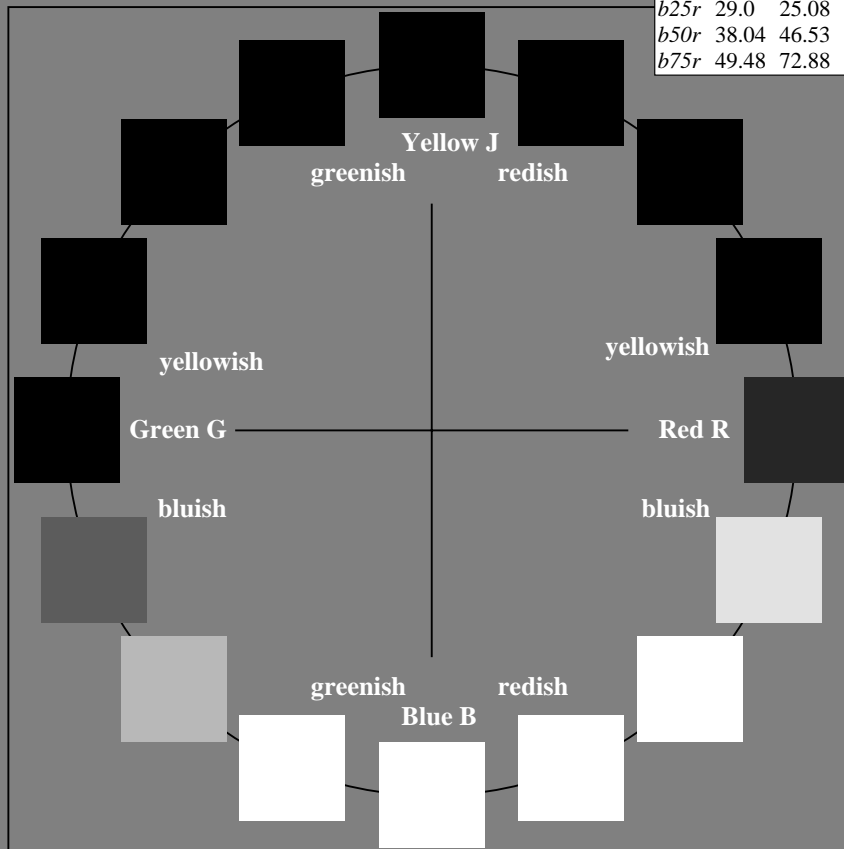 b25r 29.0 25.08
b50r 38.04 46.53
b75r 49.48 72.88
Yellow J
greenish redish
yellowish yellowish
Green G Red R
bluish bluish
greenish redish
Blue B